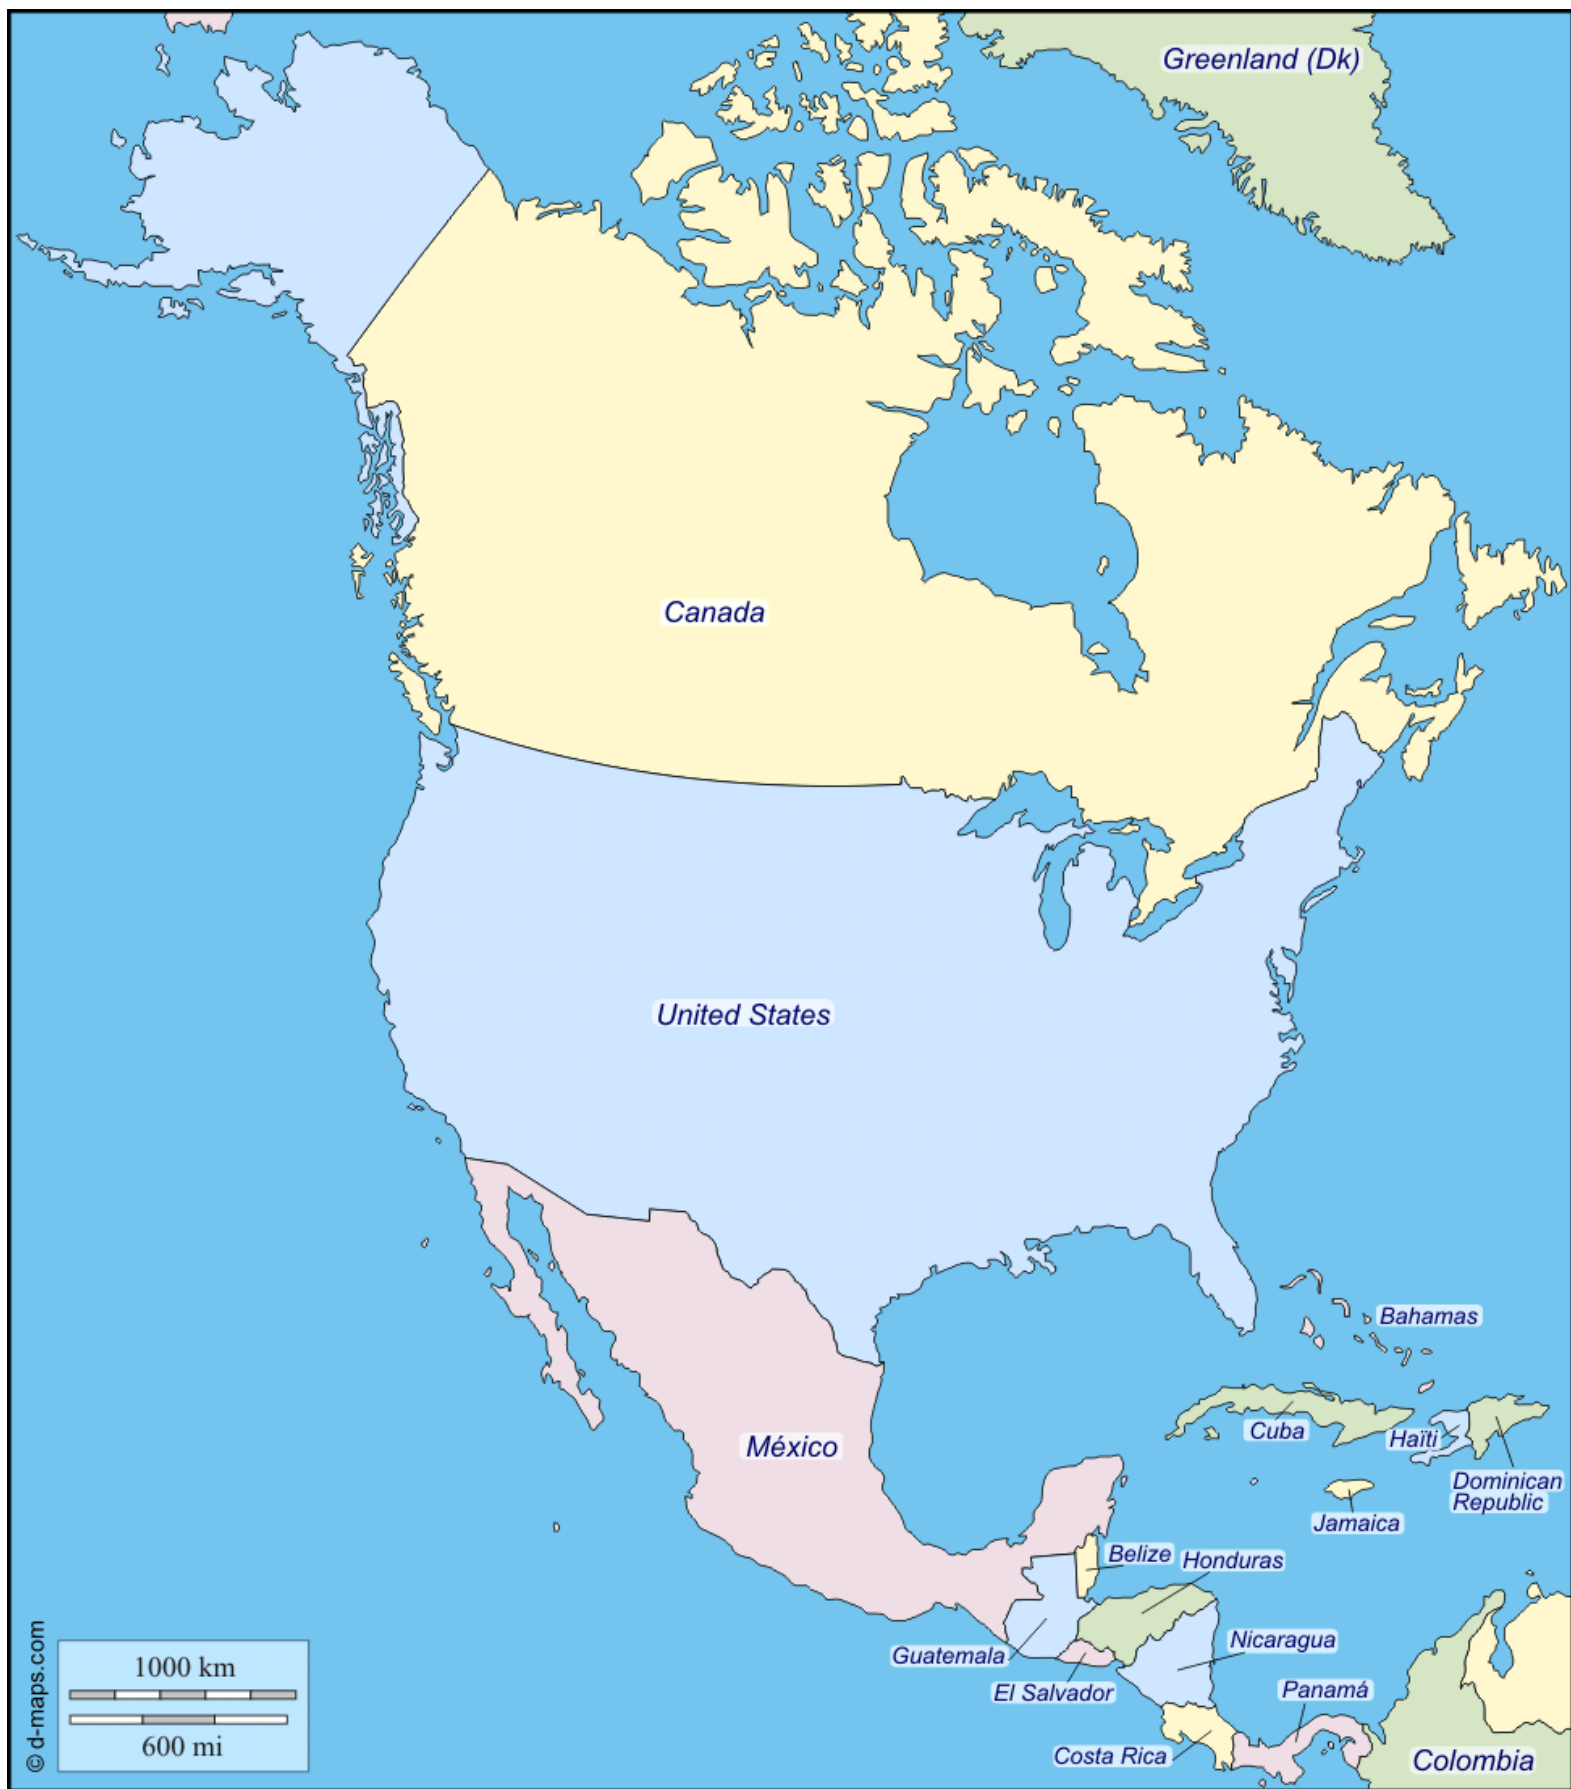 Greenland (Dk)
Canada
United States
Bahamas
Cuba
Haïti
México
Dominican
Republic
Jamaica
Belize
Honduras
Nicaragua
Guatemala
El Salvador
Panamá
Costa Rica
Colombia
1000 km
600 mi
© d-maps.com